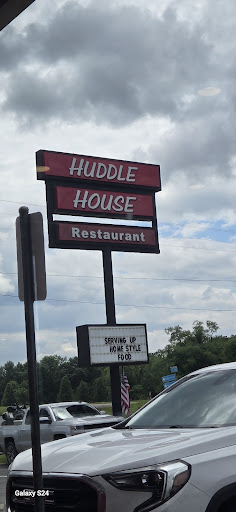 HUDDLE
HOUSE
Restaurant
SERVING UP
HOME STYLE
FOOD
Galaxy S24